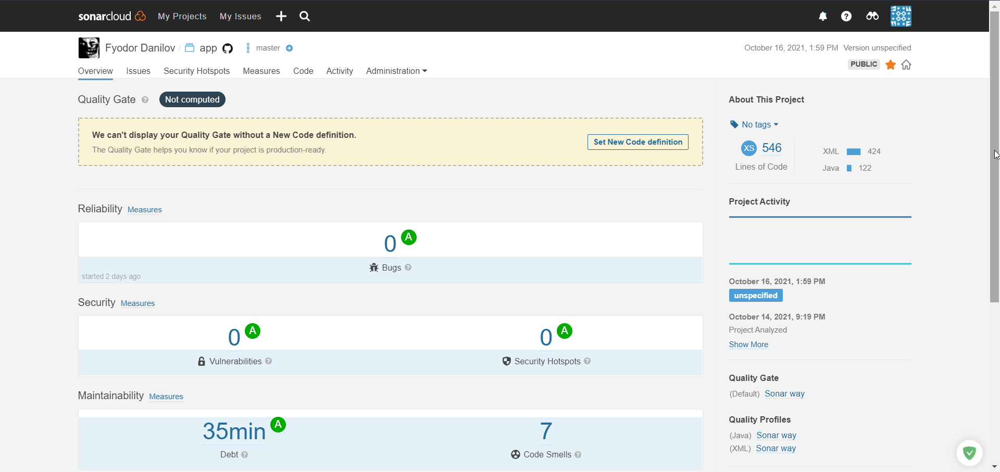 sonarcloud My Projects My Issues
Fyodor Danilov / app master
October 16, 2021, 1:59 PM Version unspecified
PUBLIC
Overview Issues Security Hotspots Measures Code Activity Administration
Quality Gate ? Not computed
We can't display your Quality Gate without a New Code definition.
The Quality Gate helps you know if your project is production-ready.
Set New Code definition
Reliability Measures
0 A
Bugs ?
started 2 days ago
Security Measures
0 A
Vulnerabilities ?
0 A
Security Hotspots ?
Maintainability Measures
35min A
Debt ?
7
Code Smells ?
About This Project
No tags
XS 546
Lines of Code
XML 424
Java 122
Project Activity
October 16, 2021, 1:59 PM
unspecified
October 14, 2021, 9:19 PM
Project Analyzed
Show More
Quality Gate
(Default) Sonar way
Quality Profiles
(Java) Sonar way
(XML) Sonar way